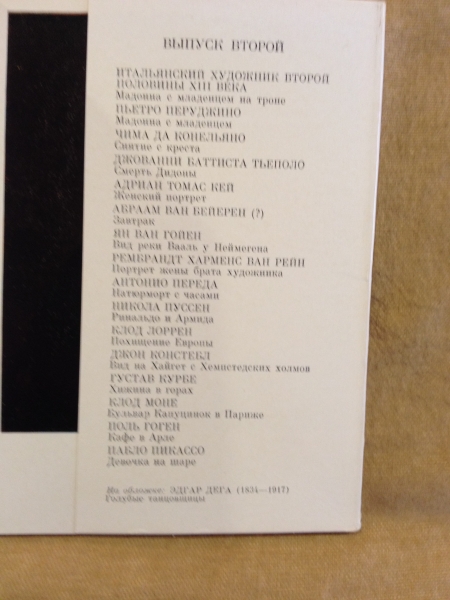 ВЫПУСК ВТОРОЙ
ИТАЛЬЯНСКИЙ ХУДОЖНИК ВТОРОЙ
ПОЛОВИНЫ XIII ВЕКА
Мадонна с младенцем на троне
ПЬЕТРО ПЕРУДЖИНО
Мадонна с младенцем
ЧИМА ДА КОНЕЛЬЯНО
Снятие с креста
ДЖОВАННИ БАТТИСТА ТЬЕПОЛО
Смерть Дидоны
АДРИАН ТОМАС КЕЙ
Женский портрет
АБРААМ ВАН БЕЙЕРЕН (?)
Завтрак
ЯН ВАН ГОЙЕН
Вид реки Вааль у Неймегена
РЕМБРАНДТ ХАРМЕНС ВАН РЕЙН
Портрет жены брата художника
АНТОНИО ПЕРЕДА
Натюрморт с часами
НИКОЛА ПУССЕН
Ринальдо и Армида
КЛОД ЛОРРЕН
Похищение Европы
ДЖОН КОНСТЕБЛ
Вид на Хайгет с Хемпстедских холмов
ГУСТАВ КУРБЕ
Хижина в горах
КЛОД МОНЕ
Бульвар Капуцинок в Париже
ПОЛЬ ГОГЕН
Кафе в Арле
ПАБЛО ПИКАССО
Девочка на шаре
На обложке: ЭДГАР ДЕГА (1834—1917)
Голубые танцовщицы